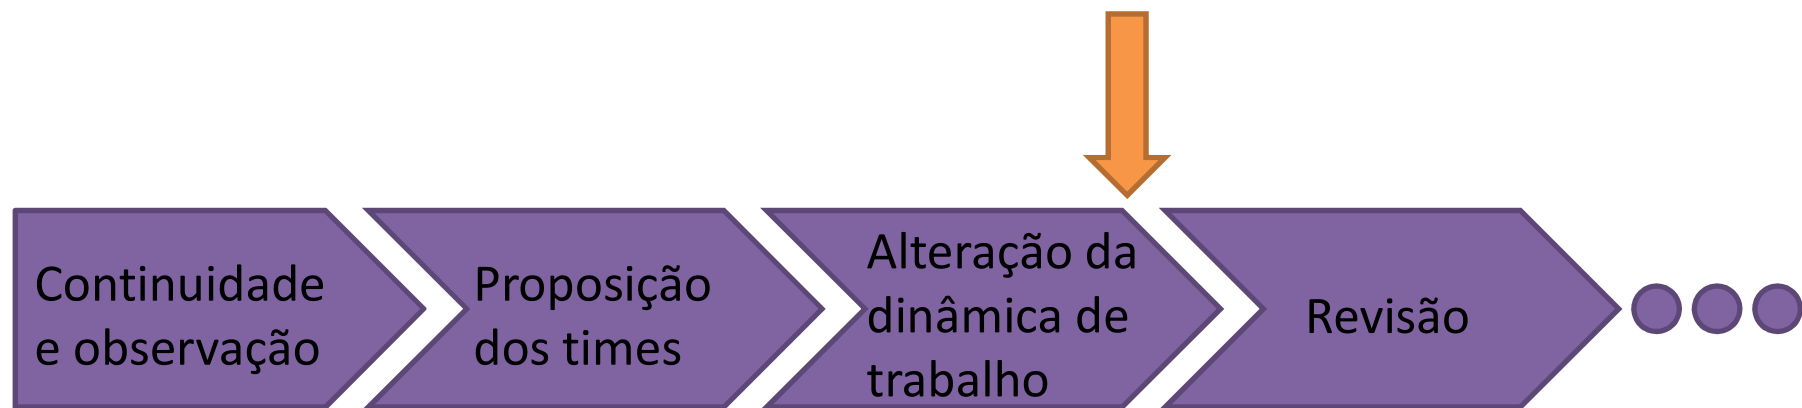 Continuidade
e observação
Proposição
dos times
Alteração da
dinâmica de
trabalho
Revisão